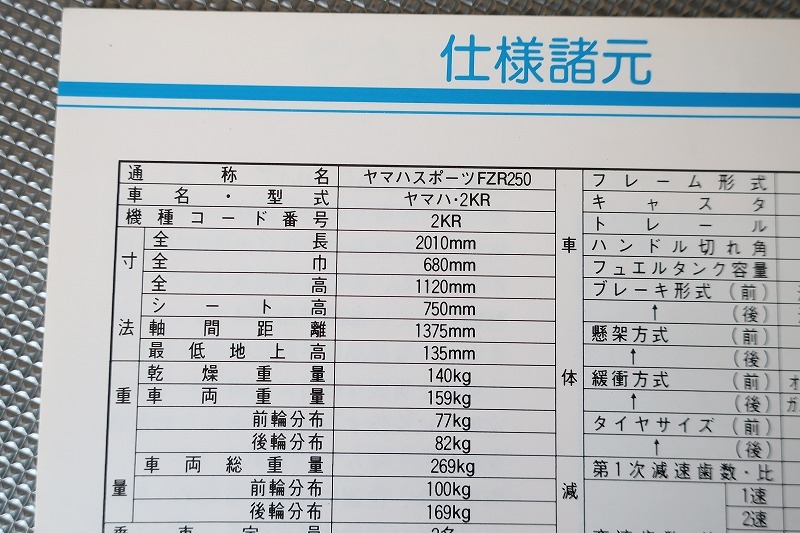 仕様諸元
通称名 ヤマハスポーツFZR250
車名・型式 ヤマハ・2KR
機種コード番号 2KR
寸法
全長 2010mm
全巾 680mm
全高 1120mm
シート高 750mm
軸間距離 1375mm
最低地上高 135mm
重量
乾燥重量 140kg
車両重量 159kg
前輪分布 77kg
後輪分布 82kg
車両総重量 269kg
前輪分布 100kg
後輪分布 169kg
車体
フレーム形式
キャスタ
トレール
ハンドル切れ角
フュエルタンク容量
ブレーキ形式 (前)
↑ (後)
懸架方式 (前)
↑ (後)
緩衝方式 (前) オ
↑ (後) ガ
タイヤサイズ (前)
↑ (後)
減
第1次減速歯数・比
1速
2速